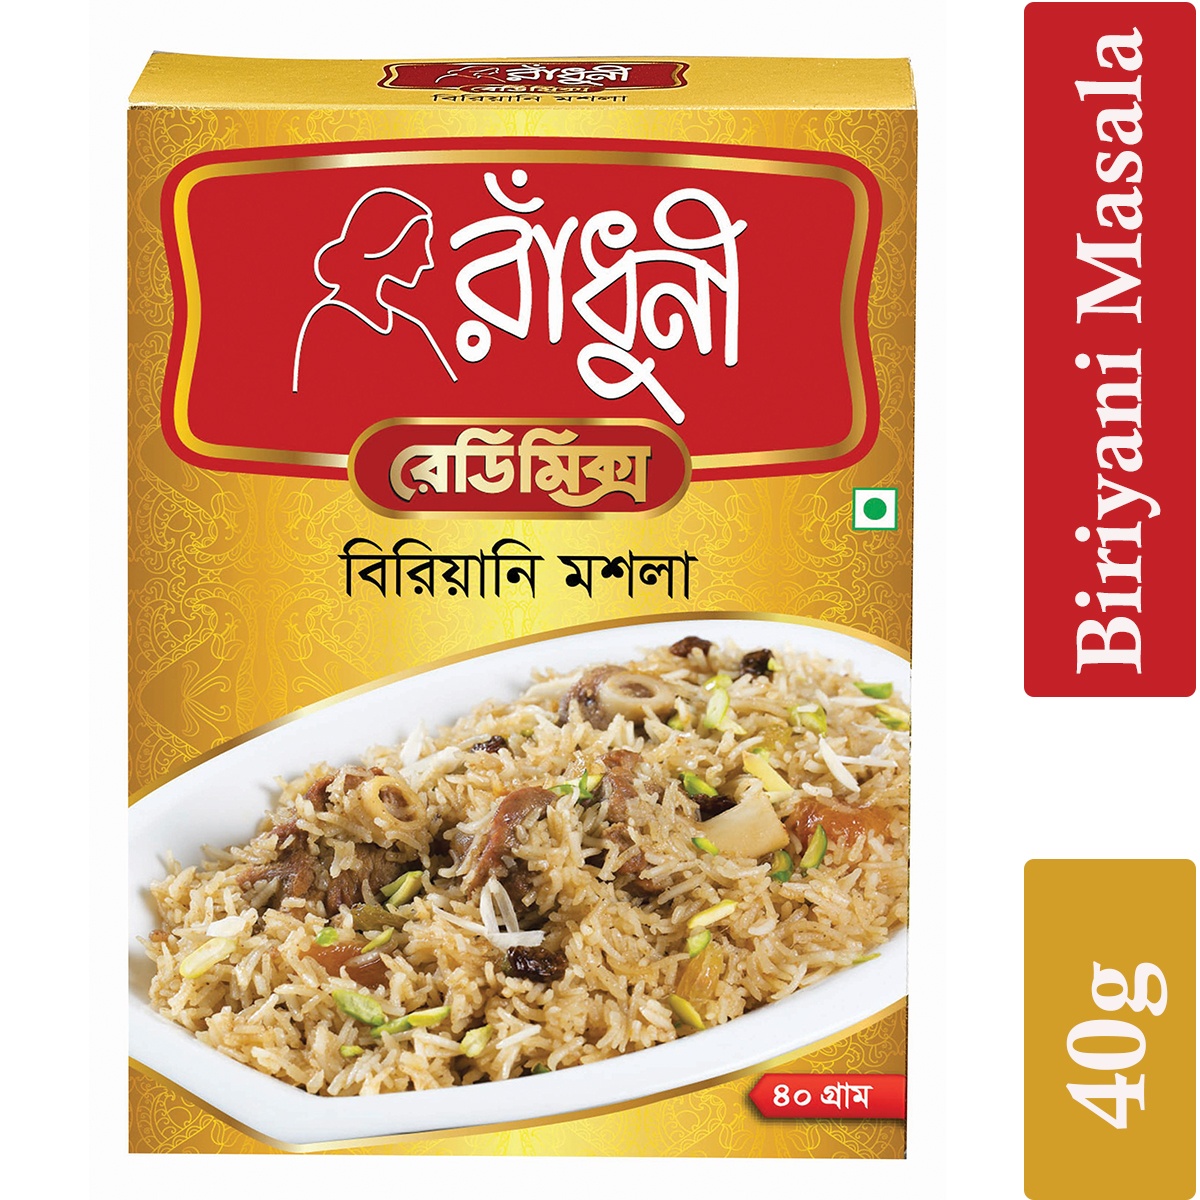 রাঁধুনী
বিরিয়ানি মশলা
রাঁধুনী
রেডিমিক্স
বিরিয়ানি মশলা
৪০ গ্রাম
Biriyani Masala
40g